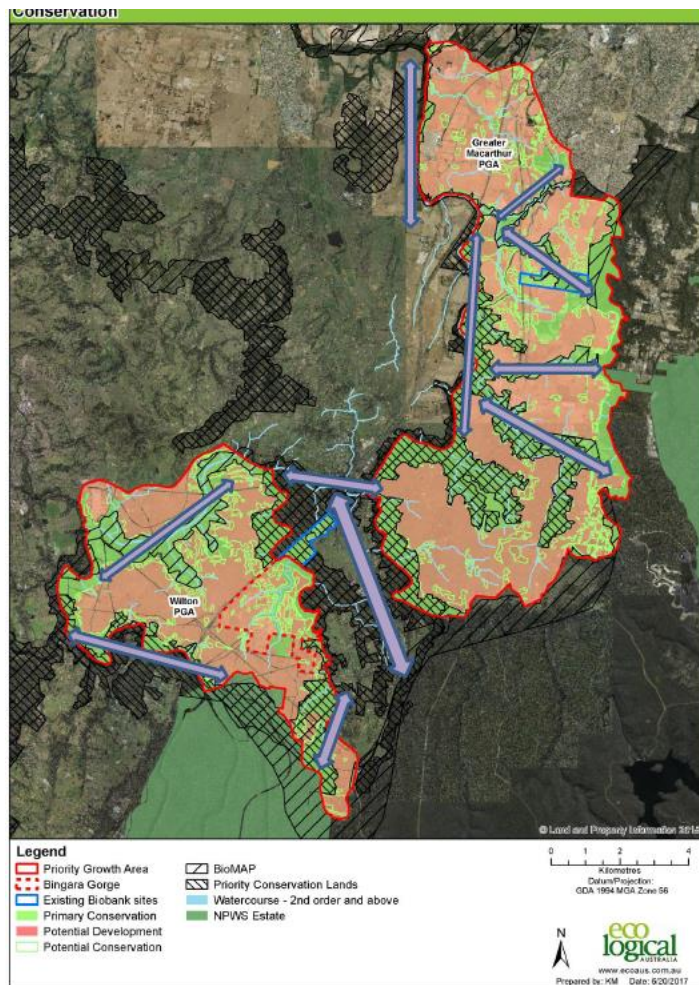 Conservation
Greater
Macarthur
PGA
Wilton
PGA
© Land and Property Information 2015
Legend
Priority Growth Area
Bingara Gorge
Existing Biobank sites
Primary Conservation
Potential Development
Potential Conservation
BioMAP
Priority Conservation Lands
Watercourse - 2nd order and above
NPWS Estate
0 1 2 4
Kilometres
Datum/Projection:
GDA 1994 MGA Zone 56
N
eco
logical
AUSTRALIA
www.ecoaus.com.au
Prepared by: KM Date: 6/20/2017